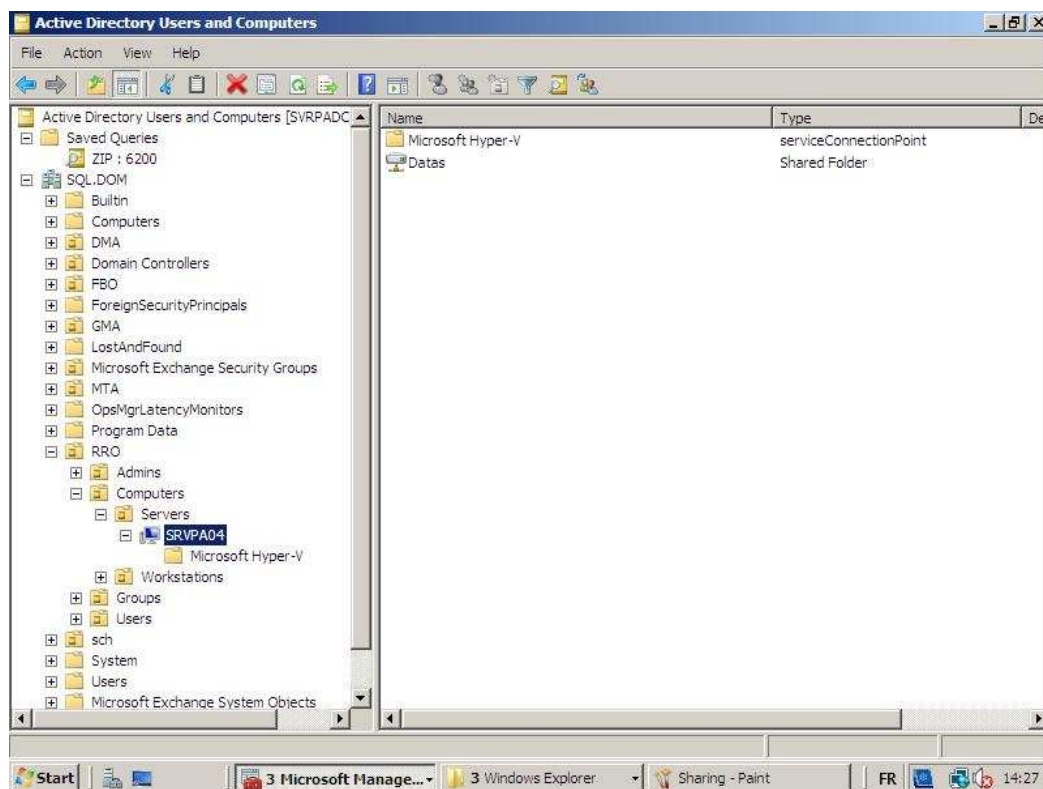 Active Directory Users and Computers
File Action View Help
Active Directory Users and Computers [SVRPADC
Saved Queries
ZIP : 6200
SQL.DOM
Builtin
Computers
DMA
Domain Controllers
FBO
ForeignSecurityPrincipals
GMA
LostAndFound
Microsoft Exchange Security Groups
MTA
OpsMgrLatencyMonitors
Program Data
RRO
Admins
Computers
Servers
SRVPA04
Microsoft Hyper-V
Workstations
Groups
Users
sch
System
Users
Microsoft Exchange System Objects
Name Type De
Microsoft Hyper-V serviceConnectionPoint
Datas Shared Folder
Start 3 Microsoft Manage... 3 Windows Explorer Sharing - Paint FR 14:27